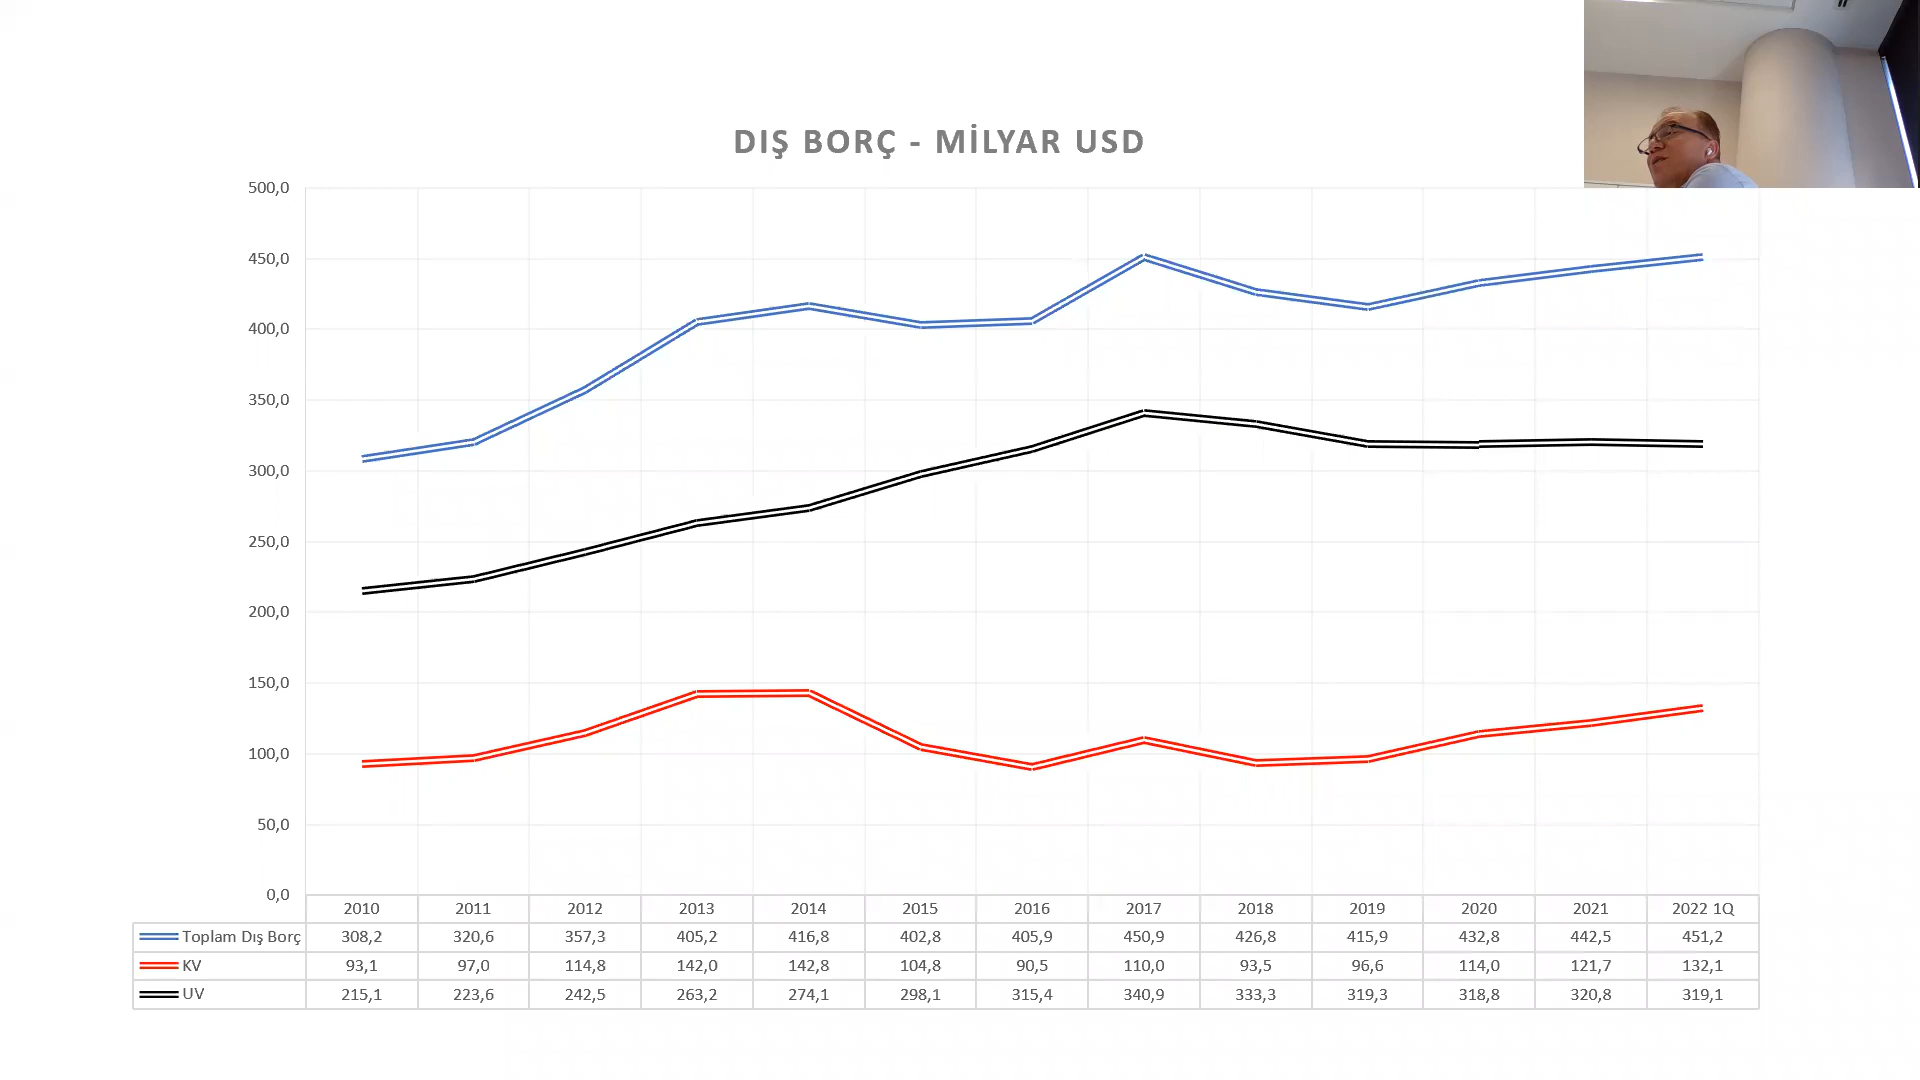 DIŞ BORÇ - MİLYAR USD
500,0
450,0
400,0
350,0
300,0
250,0
200,0
150,0
100,0
50,0
0,0
2010 2011 2012 2013 2014 2015 2016 2017 2018 2019 2020 2021 2022 1Q
Toplam Dış Borç 308,2 320,6 357,3 405,2 416,8 402,8 405,9 450,9 426,8 415,9 432,8 442,5 451,2
KV 93,1 97,0 114,8 142,0 142,8 104,8 90,5 110,0 93,5 96,6 114,0 121,7 132,1
UV 215,1 223,6 242,5 263,2 274,1 298,1 315,4 340,9 333,3 319,3 318,8 320,8 319,1